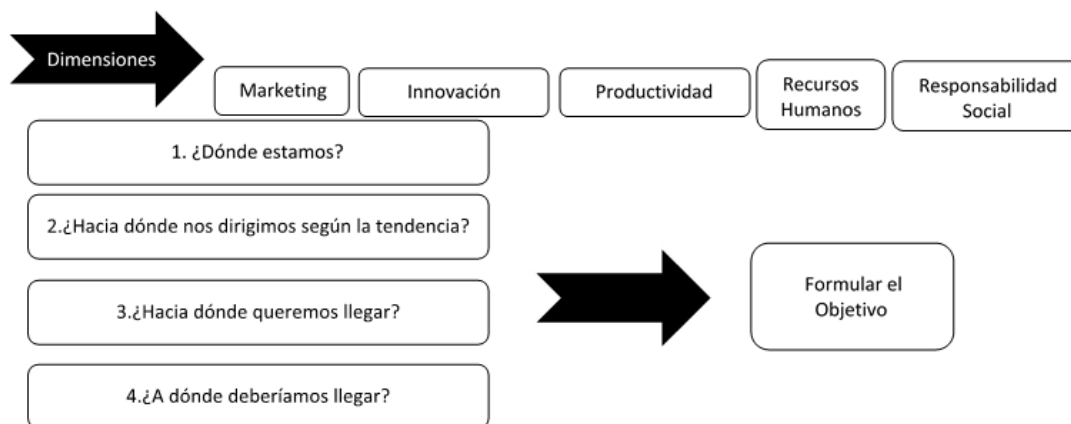 Dimensiones
Marketing
Innovación
Productividad
Recursos
Humanos
Responsabilidad
Social
1. ¿Dónde estamos?
2.¿Hacia dónde nos dirigimos según la tendencia?
3.¿Hacia dónde queremos llegar?
4.¿A dónde deberíamos llegar?
Formular el
Objetivo